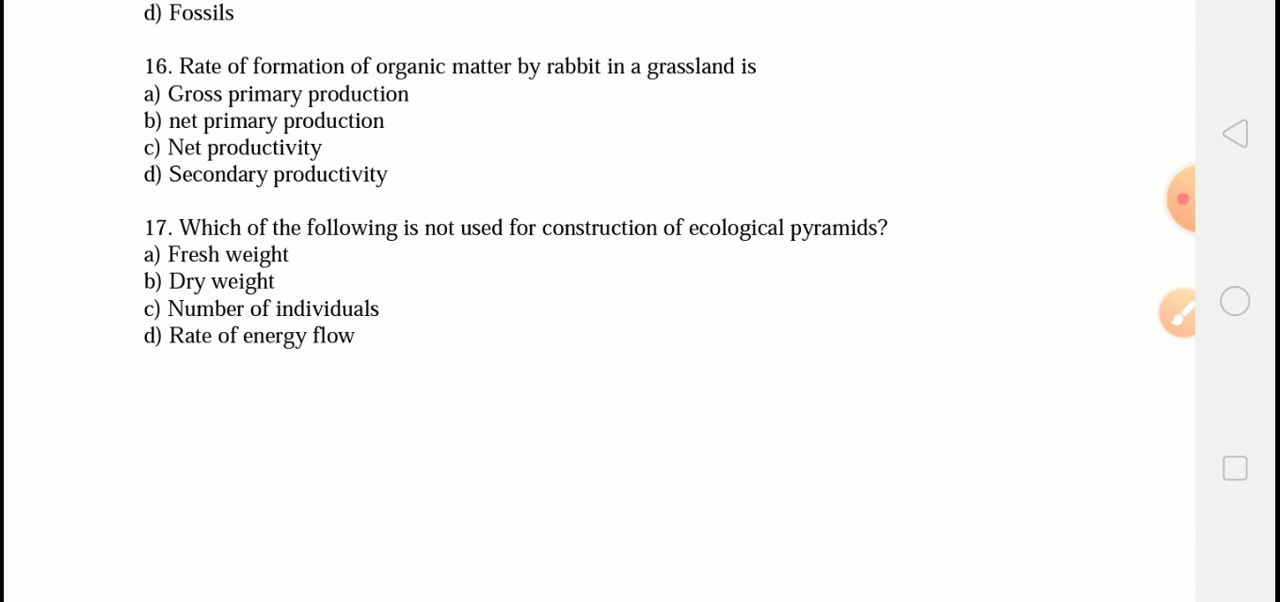 d) Fossils
16. Rate of formation of organic matter by rabbit in a grassland is
a) Gross primary production
b) net primary production
c) Net productivity
d) Secondary productivity
17. Which of the following is not used for construction of ecological pyramids?
a) Fresh weight
b) Dry weight
c) Number of individuals
d) Rate of energy flow